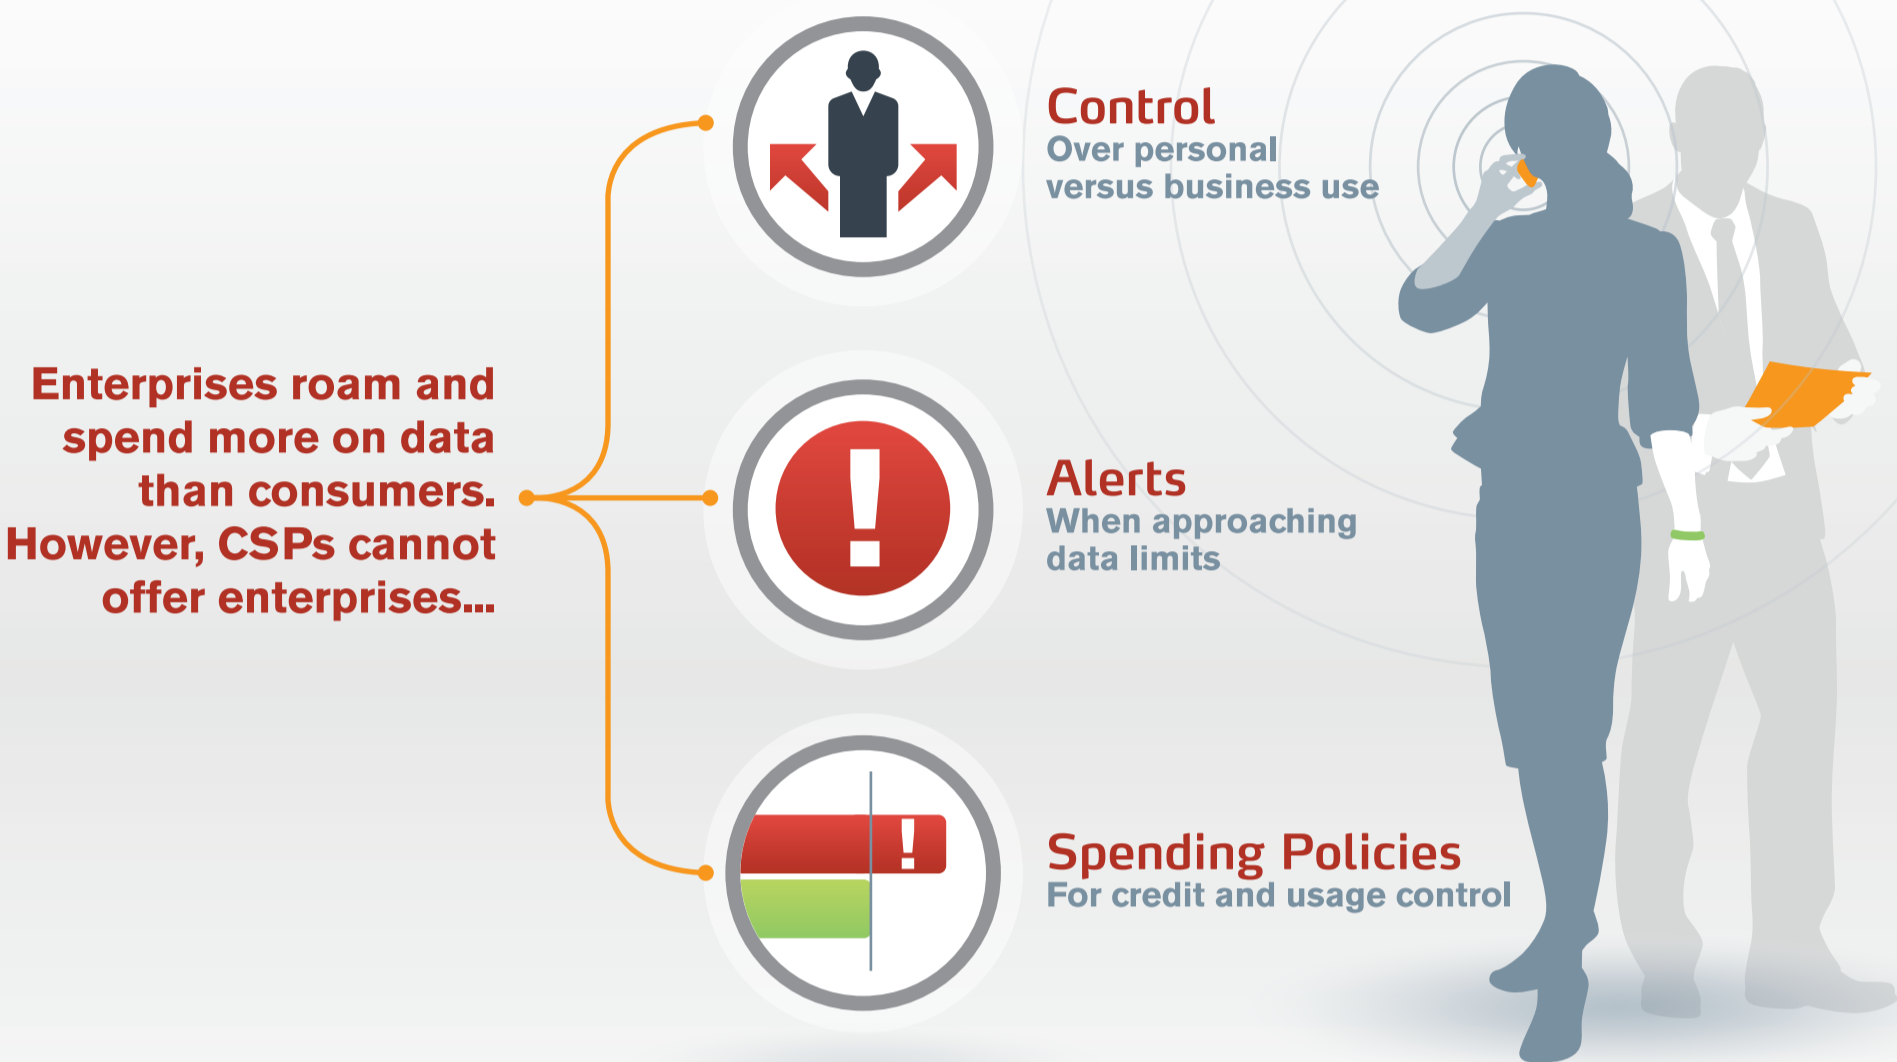 Enterprises roam and
spend more on data
than consumers.
However, CSPs cannot
offer enterprises...
Control
Over personal
versus business use
!
Alerts
When approaching
data limits
!
Spending Policies
For credit and usage control